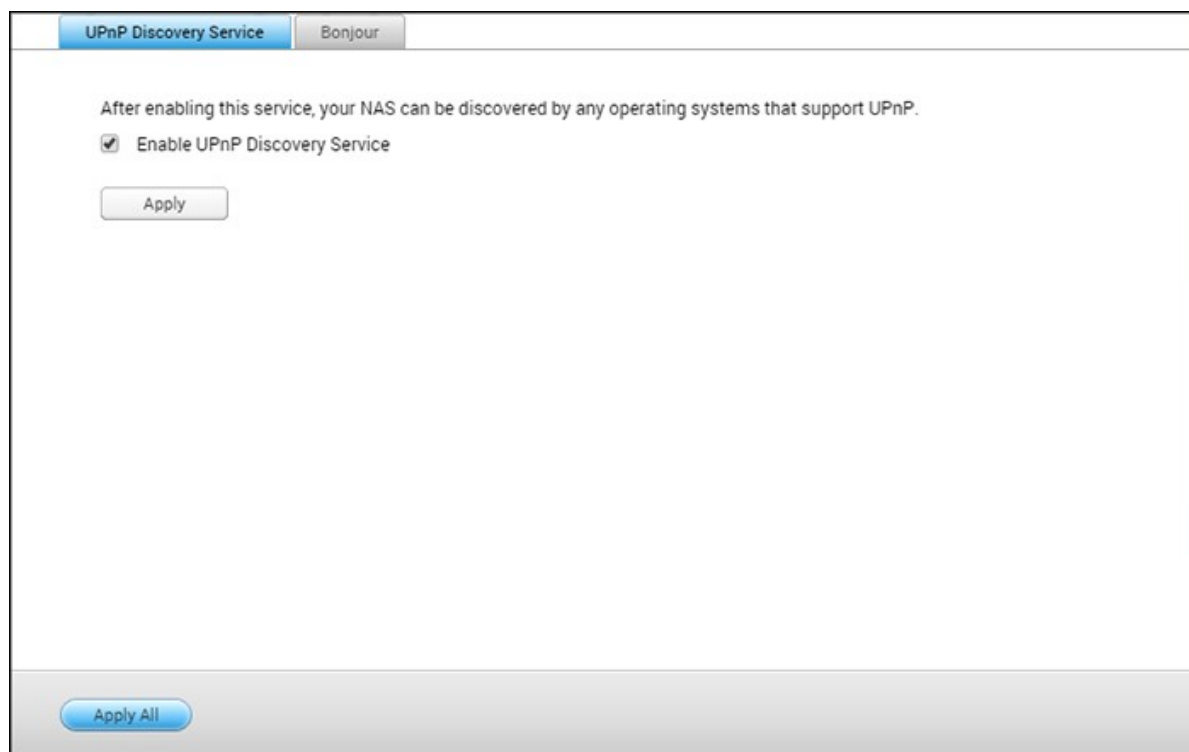 UPnP Discovery Service
Bonjour
After enabling this service, your NAS can be discovered by any operating systems that support UPnP.
Enable UPnP Discovery Service
Apply
Apply All